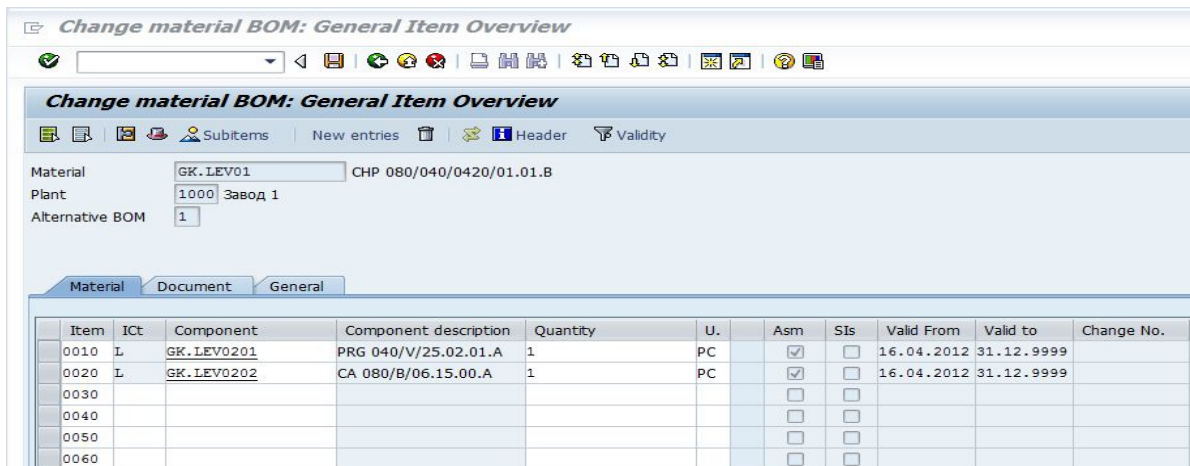 Change material BOM: General Item Overview
Change material BOM: General Item Overview
Subitems New entries Header Validity
Material GK.LEV01 CHP 080/040/0420/01.01.B
Plant 1000 Завод 1
Alternative BOM 1
Material Document General
Item ICt Component Component description Quantity U. Asm SIs Valid From Valid to Change No.
0010 L GK.LEV0201 PRG 040/V/25.02.01.A 1 PC 16.04.2012 31.12.9999
0020 L GK.LEV0202 CA 080/B/06.15.00.A 1 PC 16.04.2012 31.12.9999
0030
0040
0050
0060